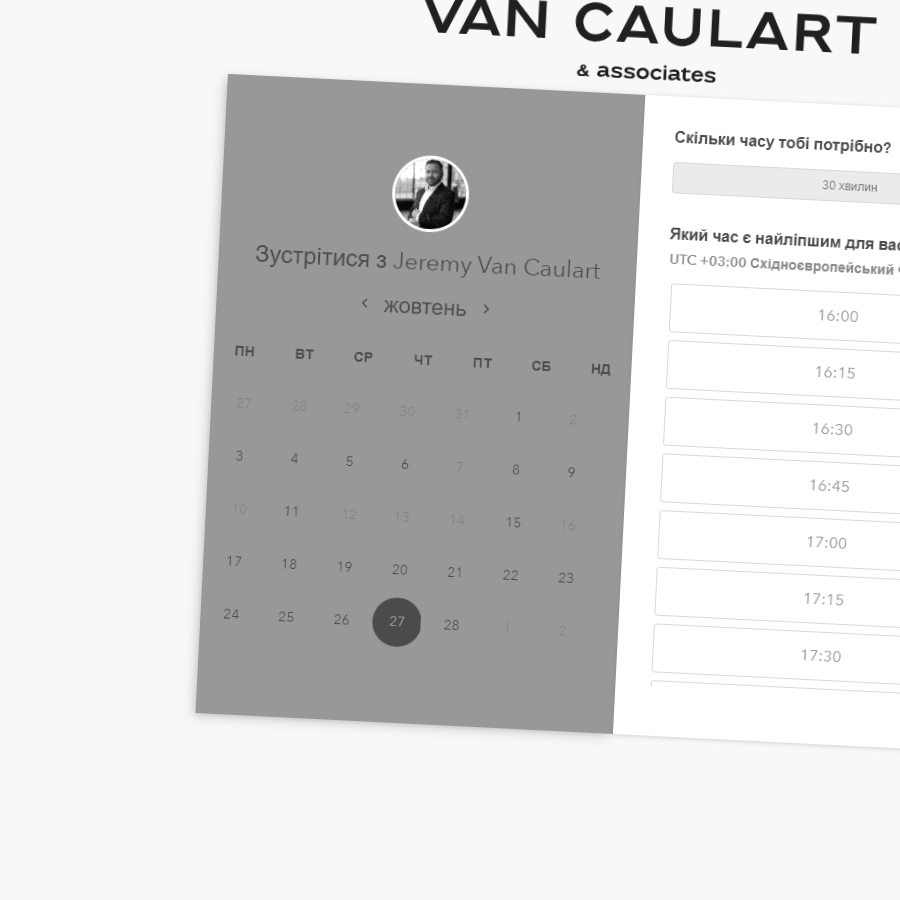 VAN CAULART
& associates
Зустрітися з Jeremy Van Caulart
жовтень
ПН ВТ СР ЧТ ПТ СБ НД
27 28 29 30 31 1 2
3 4 5 6 7 8 9
10 11 12 13 14 15 16
17 18 19 20 21 22 23
24 25 26 27 28 1 2
Скільки часу тобі потрібно?
30 хвилин
Який час є найліпшим для
UTC +03:00 Східноєвропейський
16:00
16:15
16:30
16:45
17:00
17:15
17:30